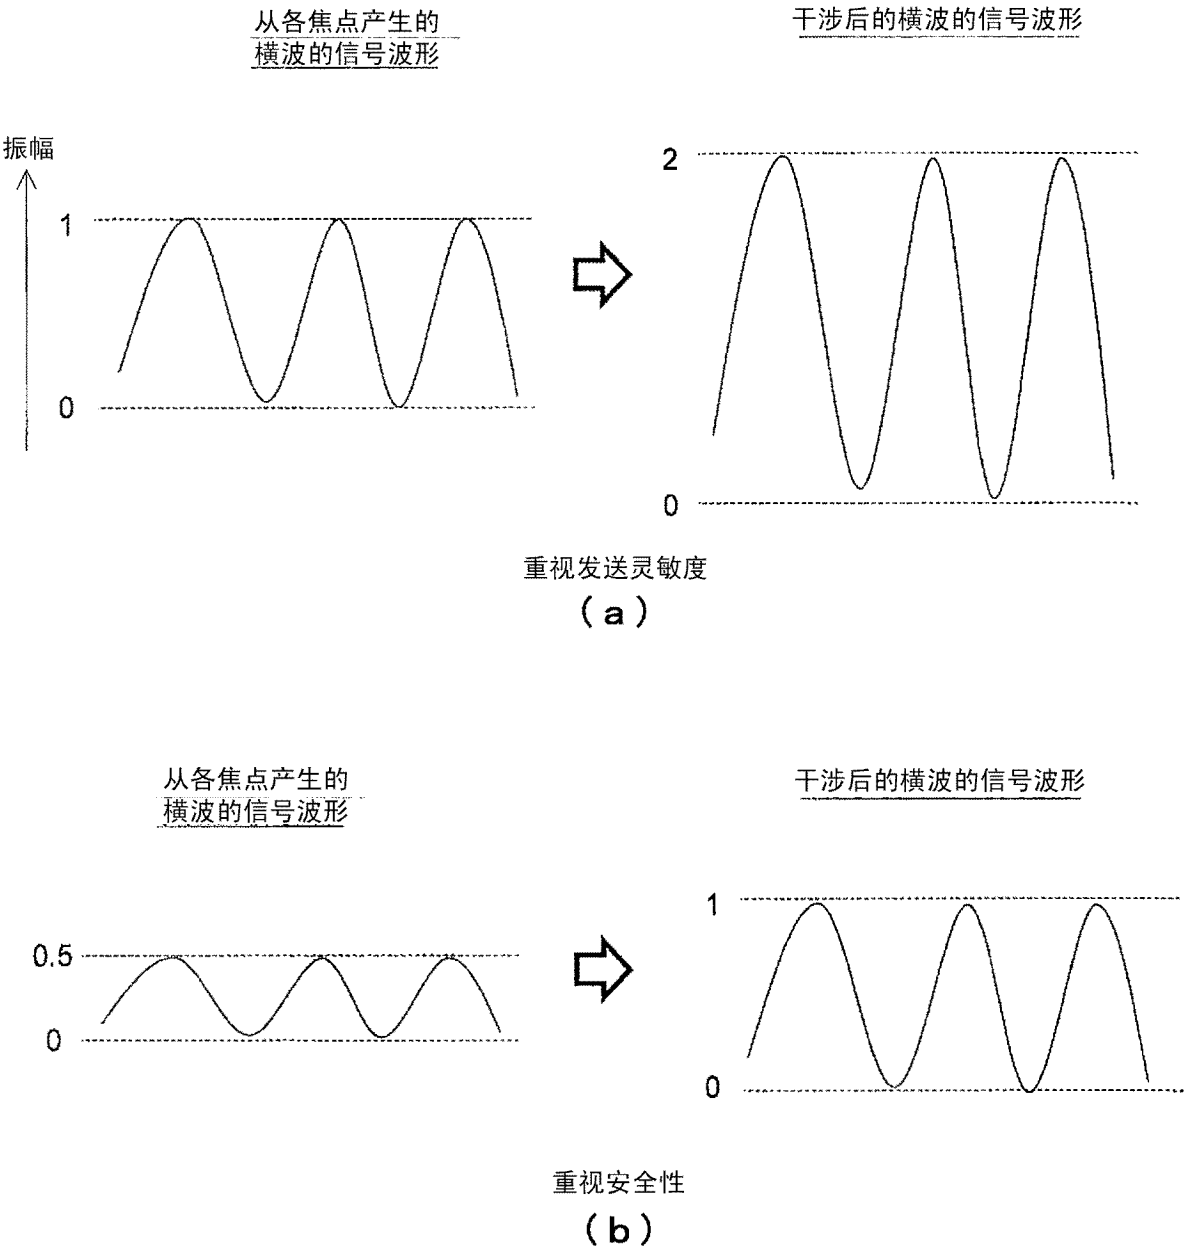 从各焦点产生的
横波的信号波形
干涉后的横波的信号波形
振幅
1
0
2
0
重视发送灵敏度
(a)
从各焦点产生的
横波的信号波形
干涉后的横波的信号波形
0.5
0
1
0
重视安全性
(b)